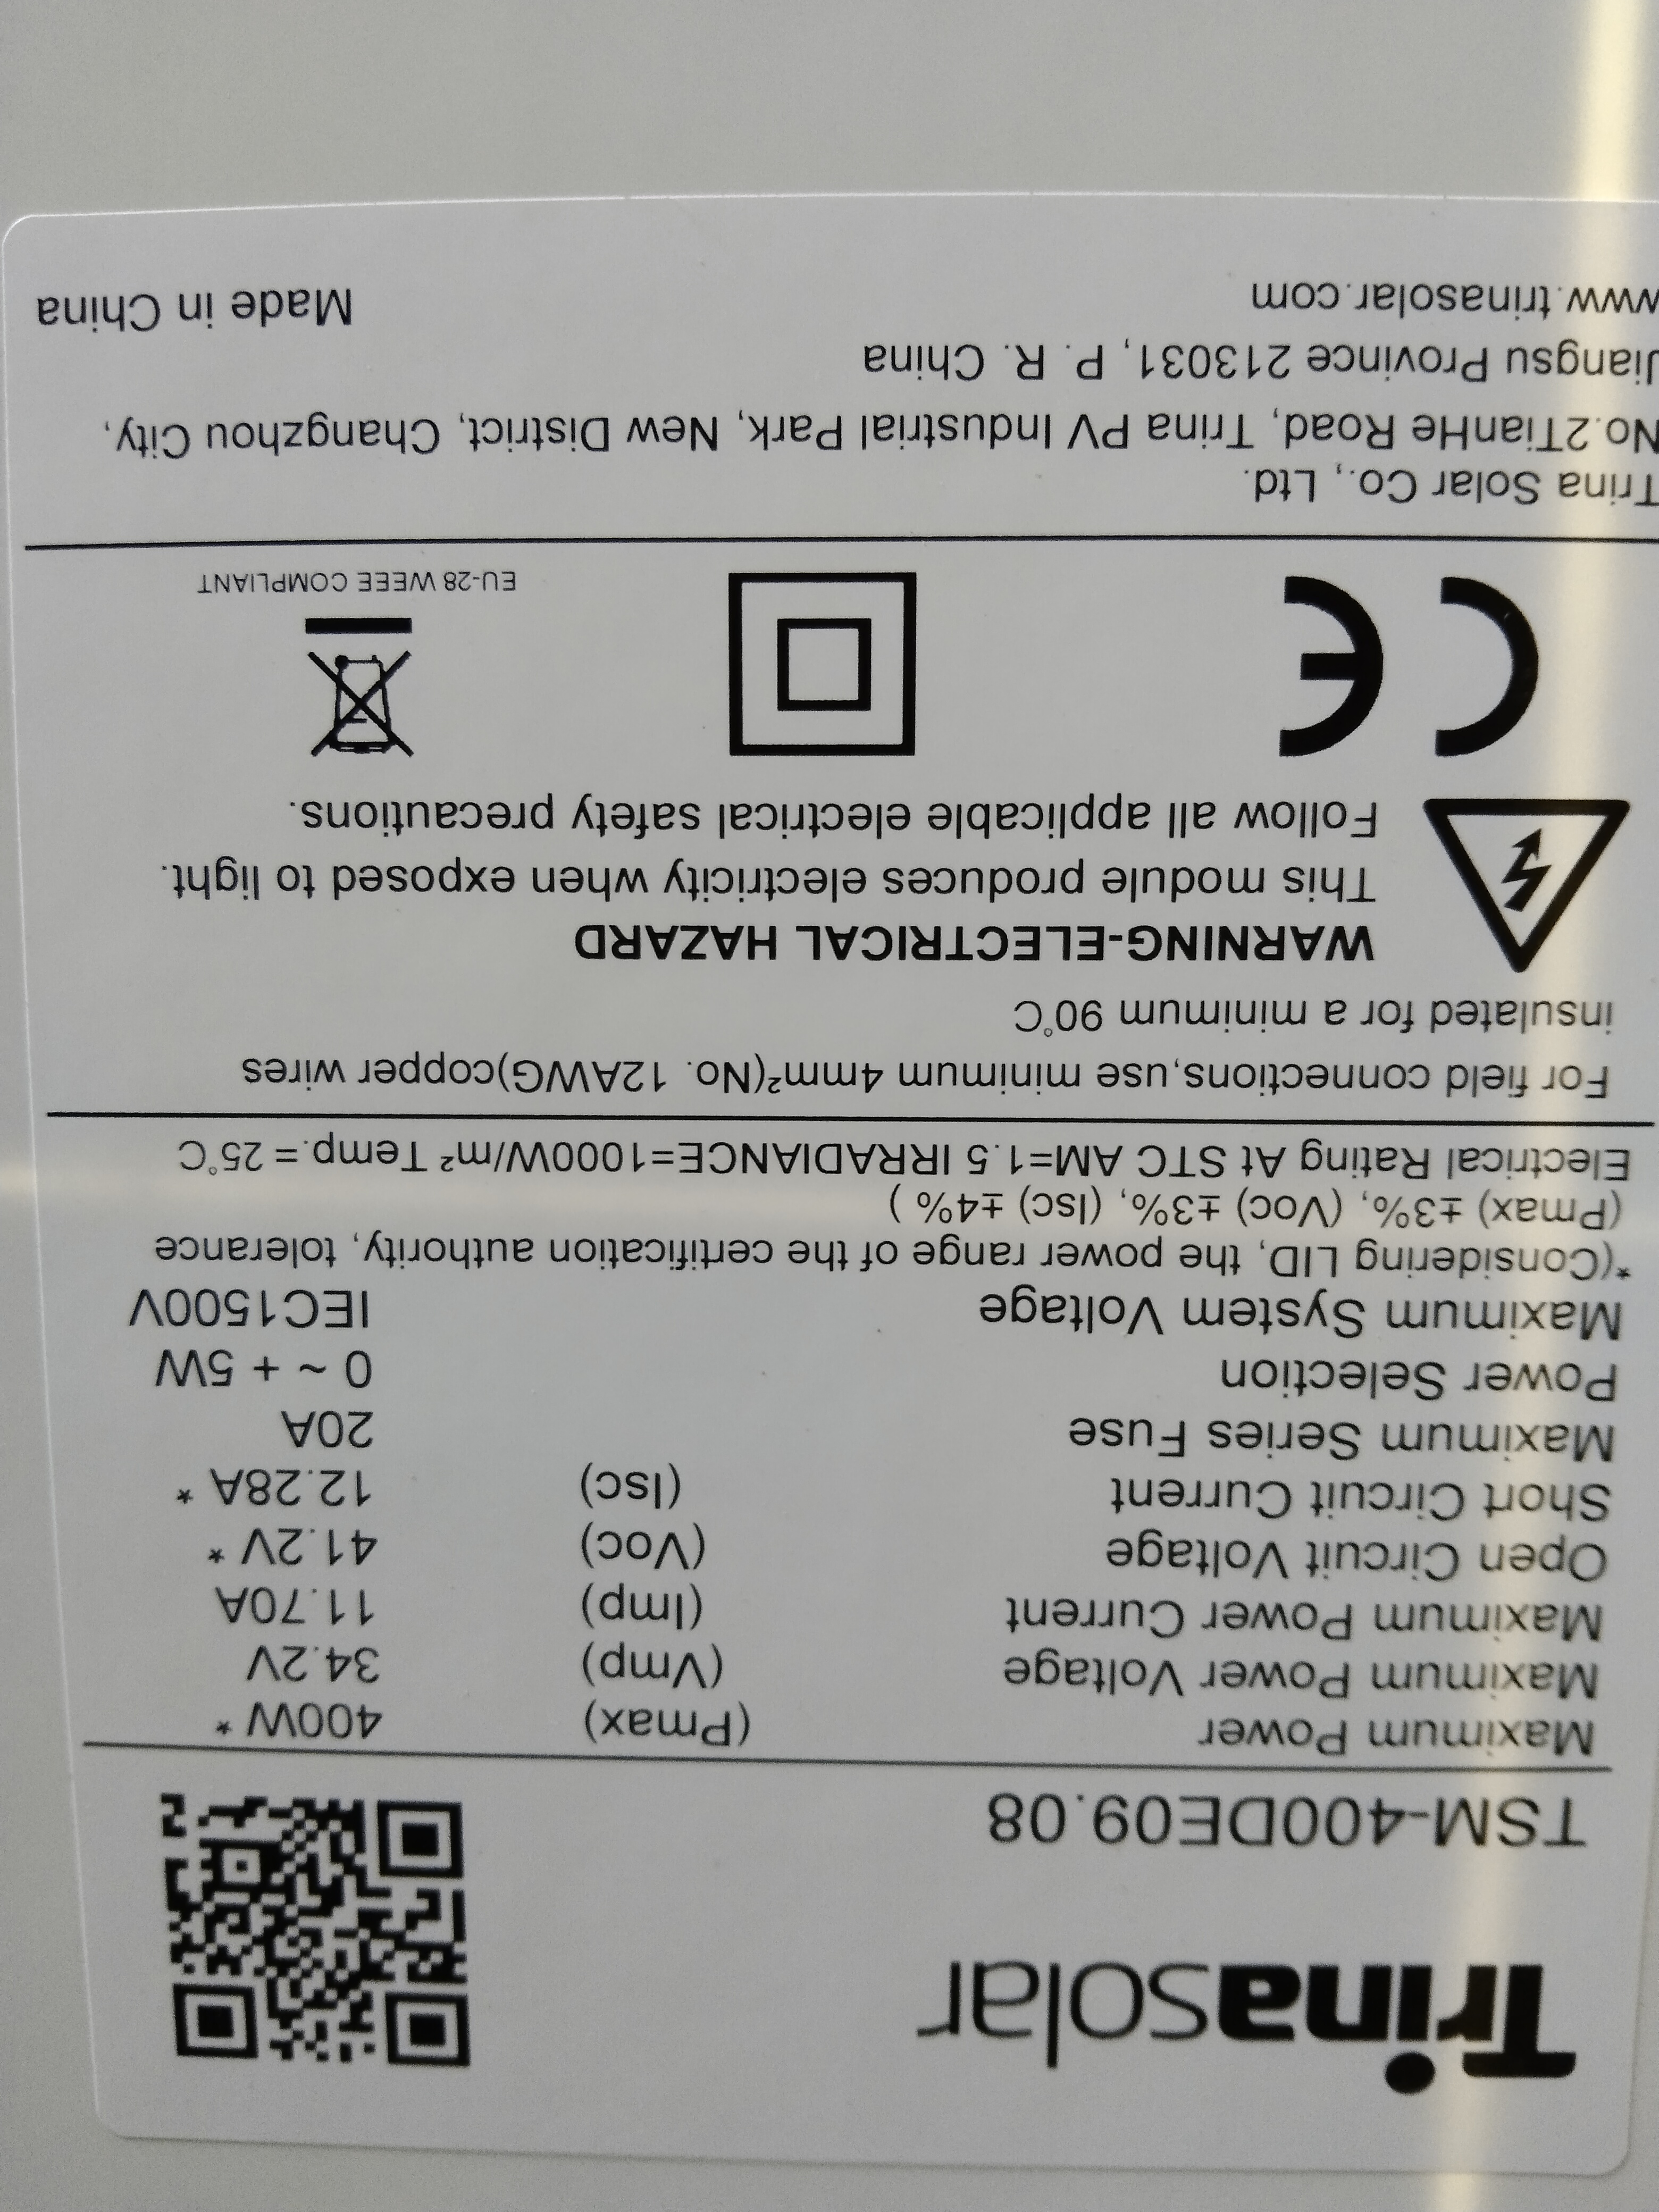 Trinasolar
TSM-400DE09.08
Maximum Power (Pmax) 400W *
Maximum Power Voltage (Vmp) 34.2V
Maximum Power Current (Imp) 11.70A
Open Circuit Voltage (Voc) 41.2V *
Short Circuit Current (Isc) 12.28A *
Maximum Series Fuse 20A
Power Selection 0 ~ + 5W
Maximum System Voltage IEC1500V
*(Considering LID, the power range of the certification authority, tolerance
(Pmax) ±3%, (Voc) ±3%, (Isc) ±4% )
Electrical Rating At STC AM=1.5 IRRADIANCE=1000W/m² Temp.= 25°C
For field connections,use minimum 4mm²(No. 12AWG)copper wires
insulated for a minimum 90°C
WARNING-ELECTRICAL HAZARD
This module produces electricity when exposed to light.
Follow all applicable electrical safety precautions.
CE
EU-28 WEEE COMPLIANT
Trina Solar Co., Ltd.
No.2TianHe Road, Trina PV Industrial Park, New District, Changzhou City,
Jiangsu Province 213031, P. R. China
www.trinasolar.com Made in China